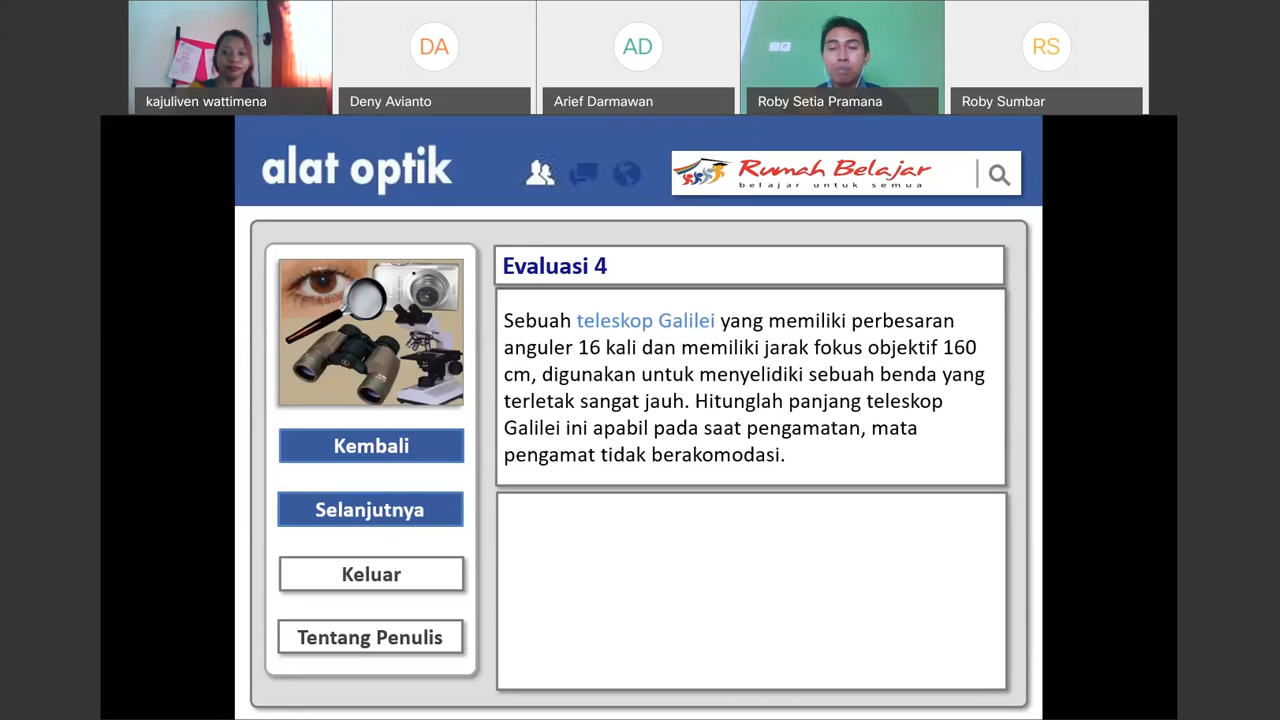 DA
AD
RS
kajuliven wattimena
Deny Avianto
Arief Darmawan
Roby Setia Pramana
Roby Sumbar
alat optik
Rumah Belajar
belajar untuk semua
Evaluasi 4
Sebuah teleskop Galilei yang memiliki perbesaran
anguler 16 kali dan memiliki jarak fokus objektif 160
cm, digunakan untuk menyelidiki sebuah benda yang
terletak sangat jauh. Hitunglah panjang teleskop
Galilei ini apabil pada saat pengamatan, mata
pengamat tidak berakomodasi.
Kembali
Selanjutnya
Keluar
Tentang Penulis